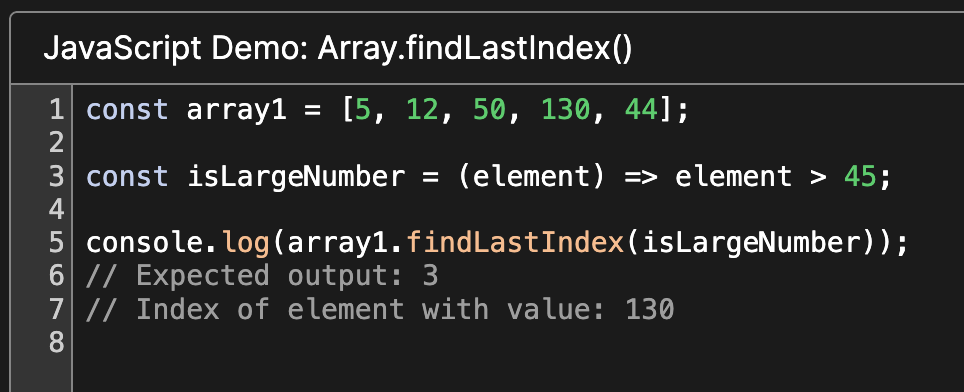 JavaScript Demo: Array.findLastIndex()
1 const array1 = [5, 12, 50, 130, 44];
2
3 const isLargeNumber = (element) => element > 45;
4
5 console.log(array1.findLastIndex(isLargeNumber));
6 // Expected output: 3
7 // Index of element with value: 130
8